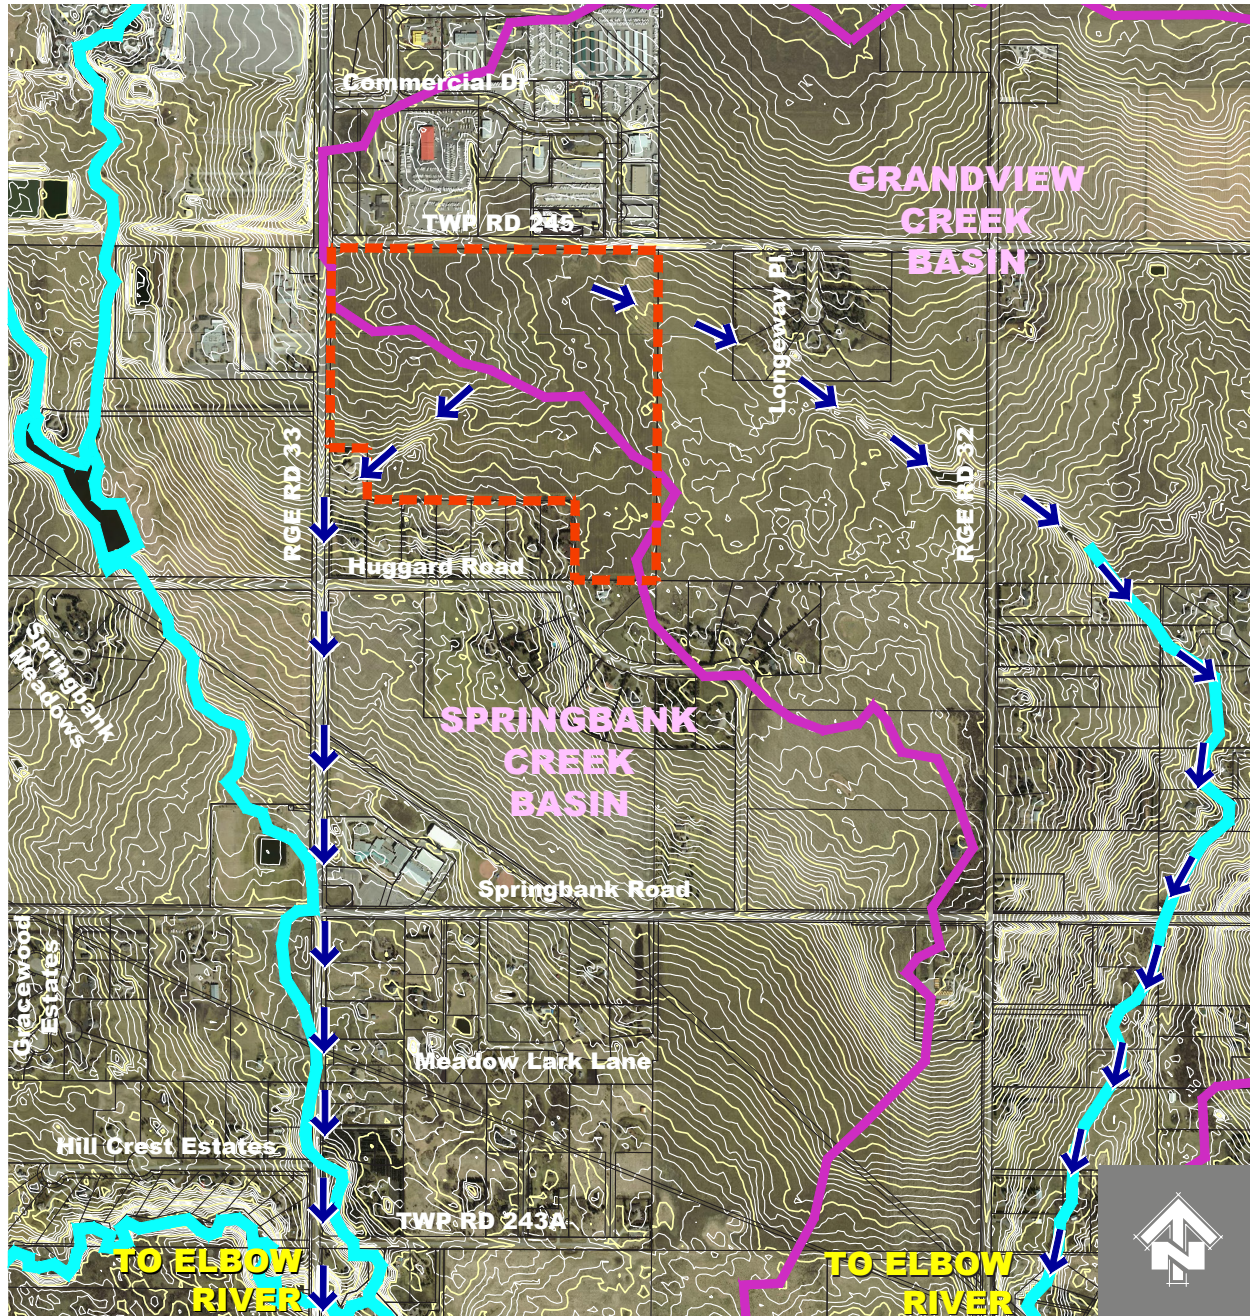 Commercial Dr
GRANDVIEW
CREEK
BASIN
TWP RD 245
Longeway Pl
RGE RD 33
RGE RD 32
Huggard Road
Springbank
Meadows
SPRINGBANK
CREEK
BASIN
Springbank Road
Gracewood
Estates
Meadow Lark Lane
Hill Crest Estates
TWP RD 243A
TO ELBOW
RIVER
TO ELBOW
RIVER
N